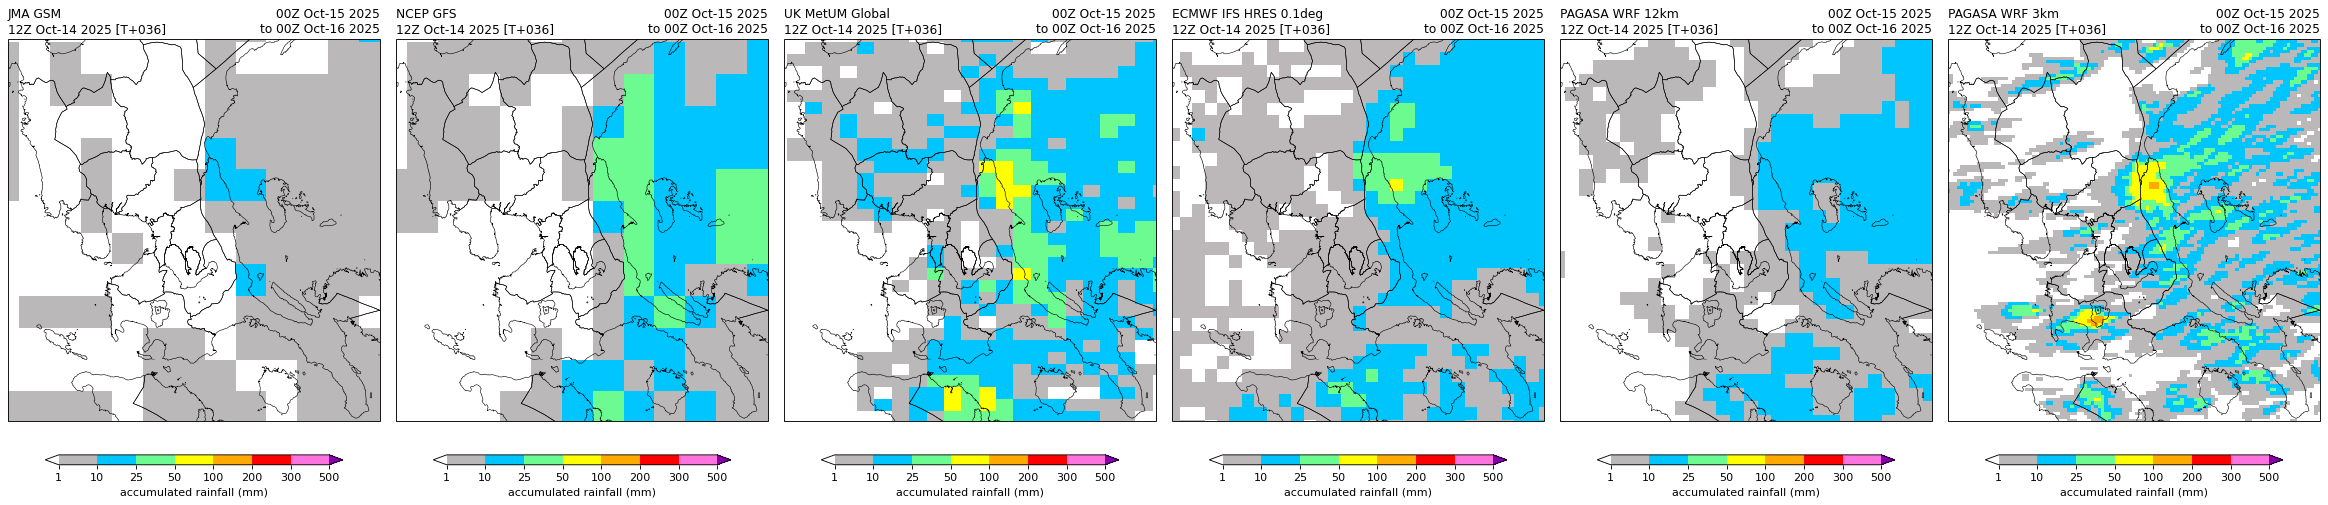 JMA GSM 00Z Oct-15 2025
12Z Oct-14 2025 [T+036] to 00Z Oct-16 2025
1 10 25 50 100 200 300 500
accumulated rainfall (mm)
NCEP GFS 00Z Oct-15 2025
12Z Oct-14 2025 [T+036] to 00Z Oct-16 2025
1 10 25 50 100 200 300 500
accumulated rainfall (mm)
UK MetUM Global 00Z Oct-15 2025
12Z Oct-14 2025 [T+036] to 00Z Oct-16 2025
1 10 25 50 100 200 300 500
accumulated rainfall (mm)
ECMWF IFS HRES 0.1deg 00Z Oct-15 2025
12Z Oct-14 2025 [T+036] to 00Z Oct-16 2025
1 10 25 50 100 200 300 500
accumulated rainfall (mm)
PAGASA WRF 12km 00Z Oct-15 2025
12Z Oct-14 2025 [T+036] to 00Z Oct-16 2025
1 10 25 50 100 200 300 500
accumulated rainfall (mm)
PAGASA WRF 3km 00Z Oct-15 2025
12Z Oct-14 2025 [T+036] to 00Z Oct-16 2025
1 10 25 50 100 200 300 500
accumulated rainfall (mm)